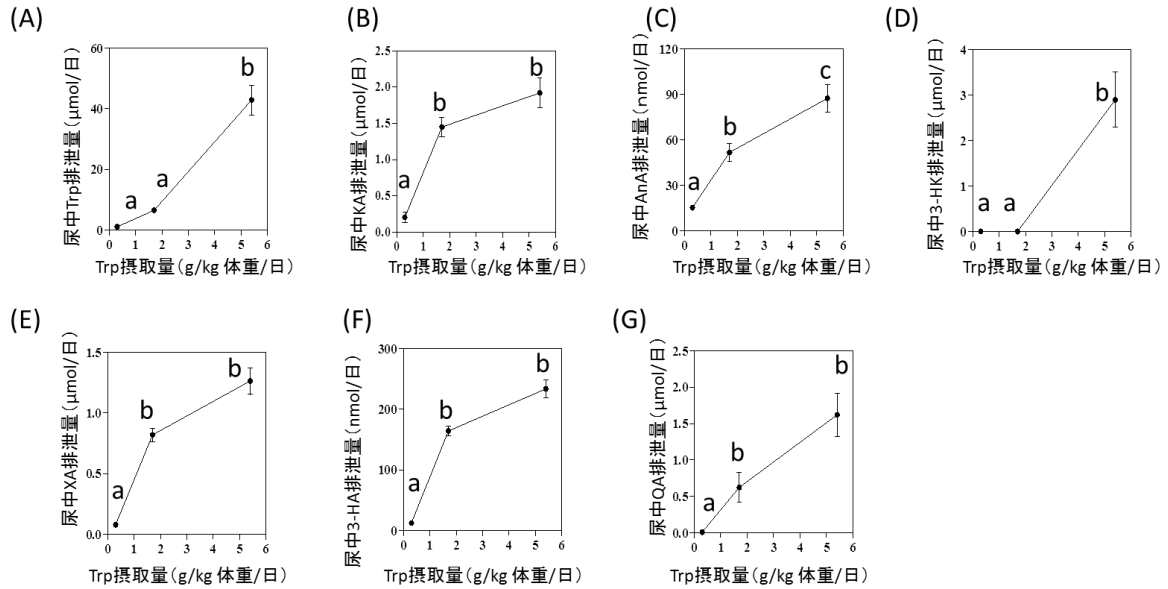 (A)
(B)
(C)
(D)
尿中Trp排泄量(μmol/日)
60
40
20
0
a
a
b
0 1 2 3 4 5 6
Trp摂取量(g/kg 体重/日)
尿中KA排泄量(μmol/日)
2.5
2.0
1.5
1.0
0.5
0.0
a
b
b
0 1 2 3 4 5 6
Trp摂取量(g/kg 体重/日)
尿中AnA排泄量(nmol/日)
120
90
60
30
0
a
b
c
0 1 2 3 4 5 6
Trp摂取量(g/kg 体重/日)
尿中3-HK排泄量(μmol/日)
4
3
2
1
0
a
a
b
0 1 2 3 4 5 6
Trp摂取量(g/kg 体重/日)
(E)
(F)
(G)
尿中XA排泄量(μmol/日)
1.5
1.0
0.5
0.0
a
b
b
0 1 2 3 4 5 6
Trp摂取量(g/kg 体重/日)
尿中3-HA排泄量(nmol/日)
300
200
100
0
a
b
b
0 1 2 3 4 5 6
Trp摂取量(g/kg 体重/日)
尿中QA排泄量(μmol/日)
2.5
2.0
1.5
1.0
0.5
0.0
a
b
b
0 1 2 3 4 5 6
Trp摂取量(g/kg 体重/日)